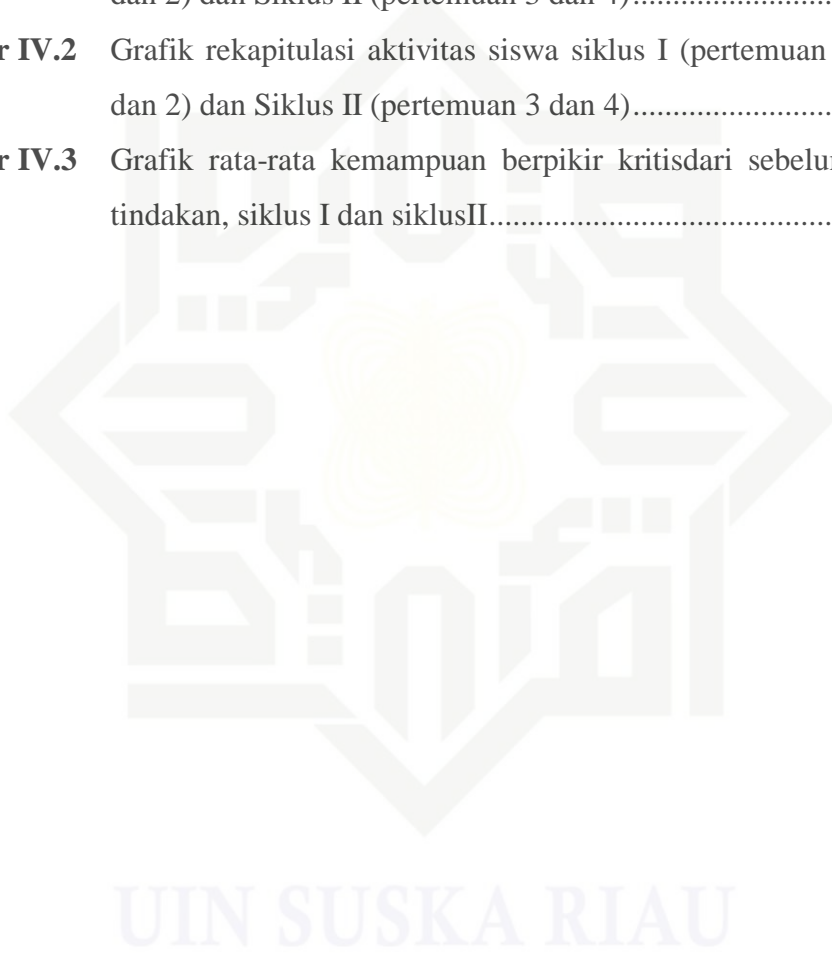 dan 2) dan Siklus II (pertemuan 3 dan 4)......................
r IV.2 Grafik rekapitulasi aktivitas siswa siklus I (pertemuan
dan 2) dan Siklus II (pertemuan 3 dan 4)......................
r IV.3 Grafik rata-rata kemampuan berpikir kritisdari sebelu
tindakan, siklus I dan siklusII..........................................
UIN SUSKA RIAU